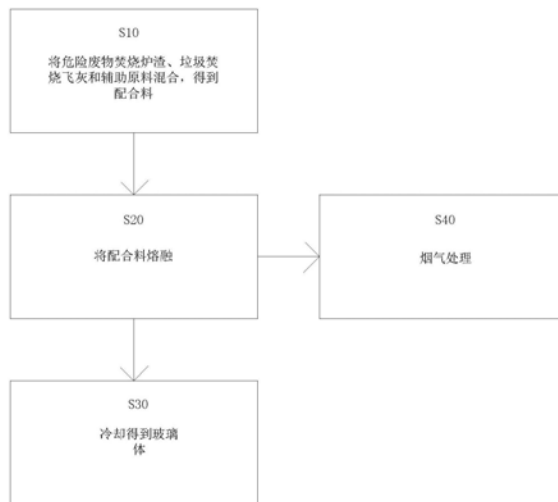 S10
将危险废物焚烧炉渣、垃圾焚
烧飞灰和辅助原料混合，得到
配合料
S20
将配合料熔融
S40
烟气处理
S30
冷却得到玻璃
体